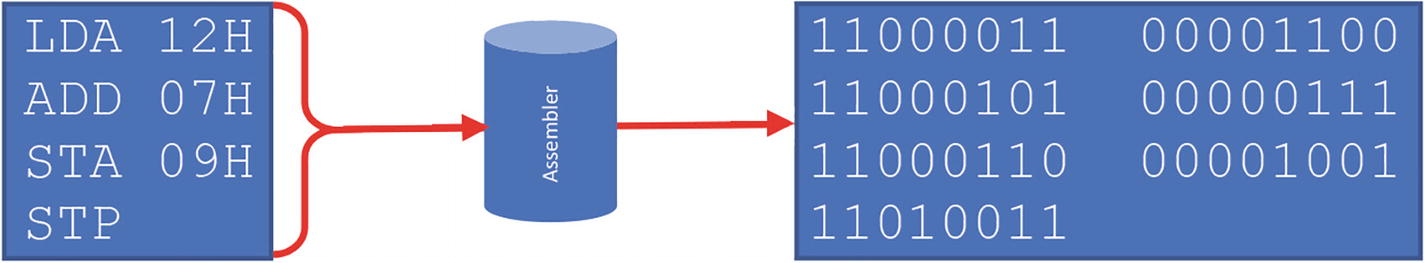 LDA 12H
ADD 07H
STA 09H
STP
Assembler
11000011 00001100
11000101 00000111
11000110 00001001
11010011